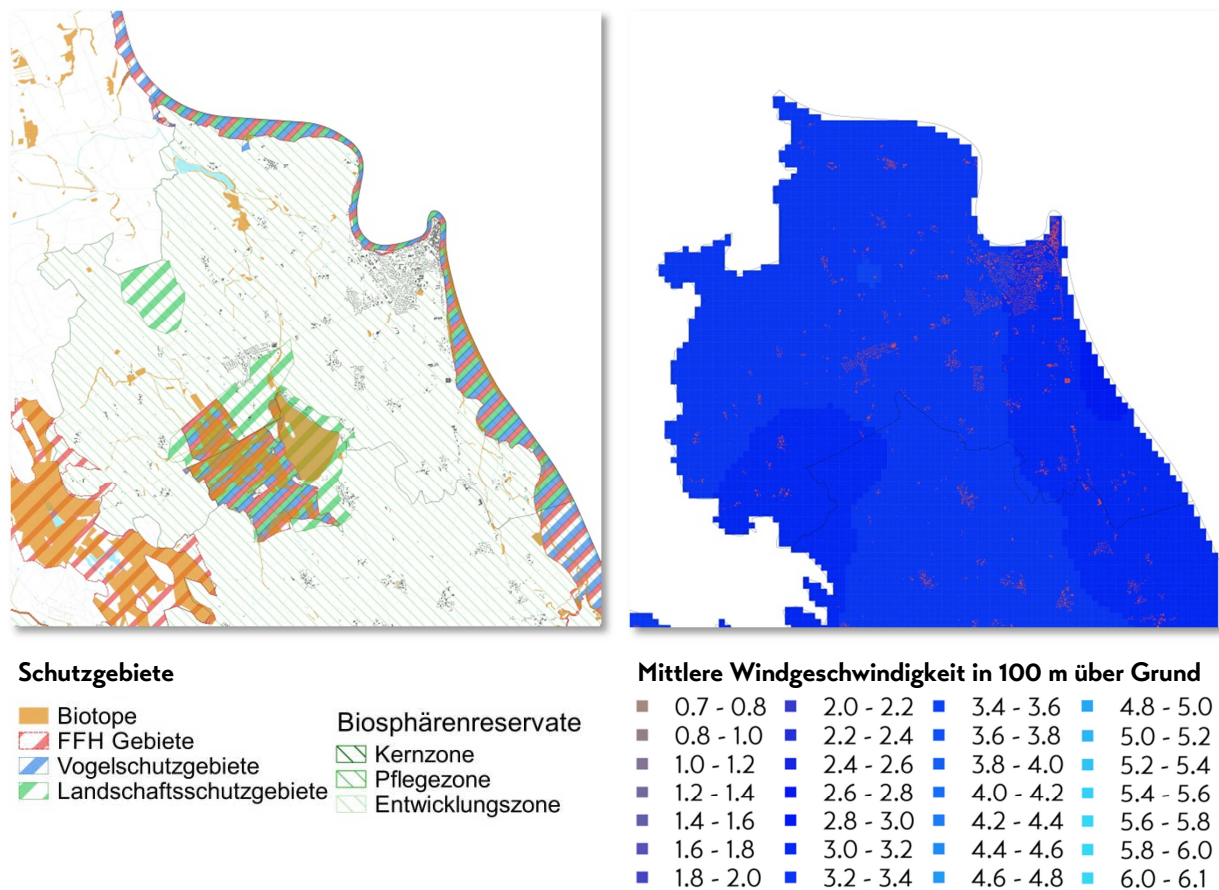 Schutzgebiete
Biotope
FFH Gebiete
Vogelschutzgebiete
Landschaftsschutzgebiete
Biosphärenreservate
Kernzone
Pflegezone
Entwicklungszone
Mittlere Windgeschwindigkeit in 100 m über Grund
0.7 - 0.8
0.8 - 1.0
1.0 - 1.2
1.2 - 1.4
1.4 - 1.6
1.6 - 1.8
1.8 - 2.0
2.0 - 2.2
2.2 - 2.4
2.4 - 2.6
2.6 - 2.8
2.8 - 3.0
3.0 - 3.2
3.2 - 3.4
3.4 - 3.6
3.6 - 3.8
3.8 - 4.0
4.0 - 4.2
4.2 - 4.4
4.4 - 4.6
4.6 - 4.8
4.8 - 5.0
5.0 - 5.2
5.2 - 5.4
5.4 - 5.6
5.6 - 5.8
5.8 - 6.0
6.0 - 6.1